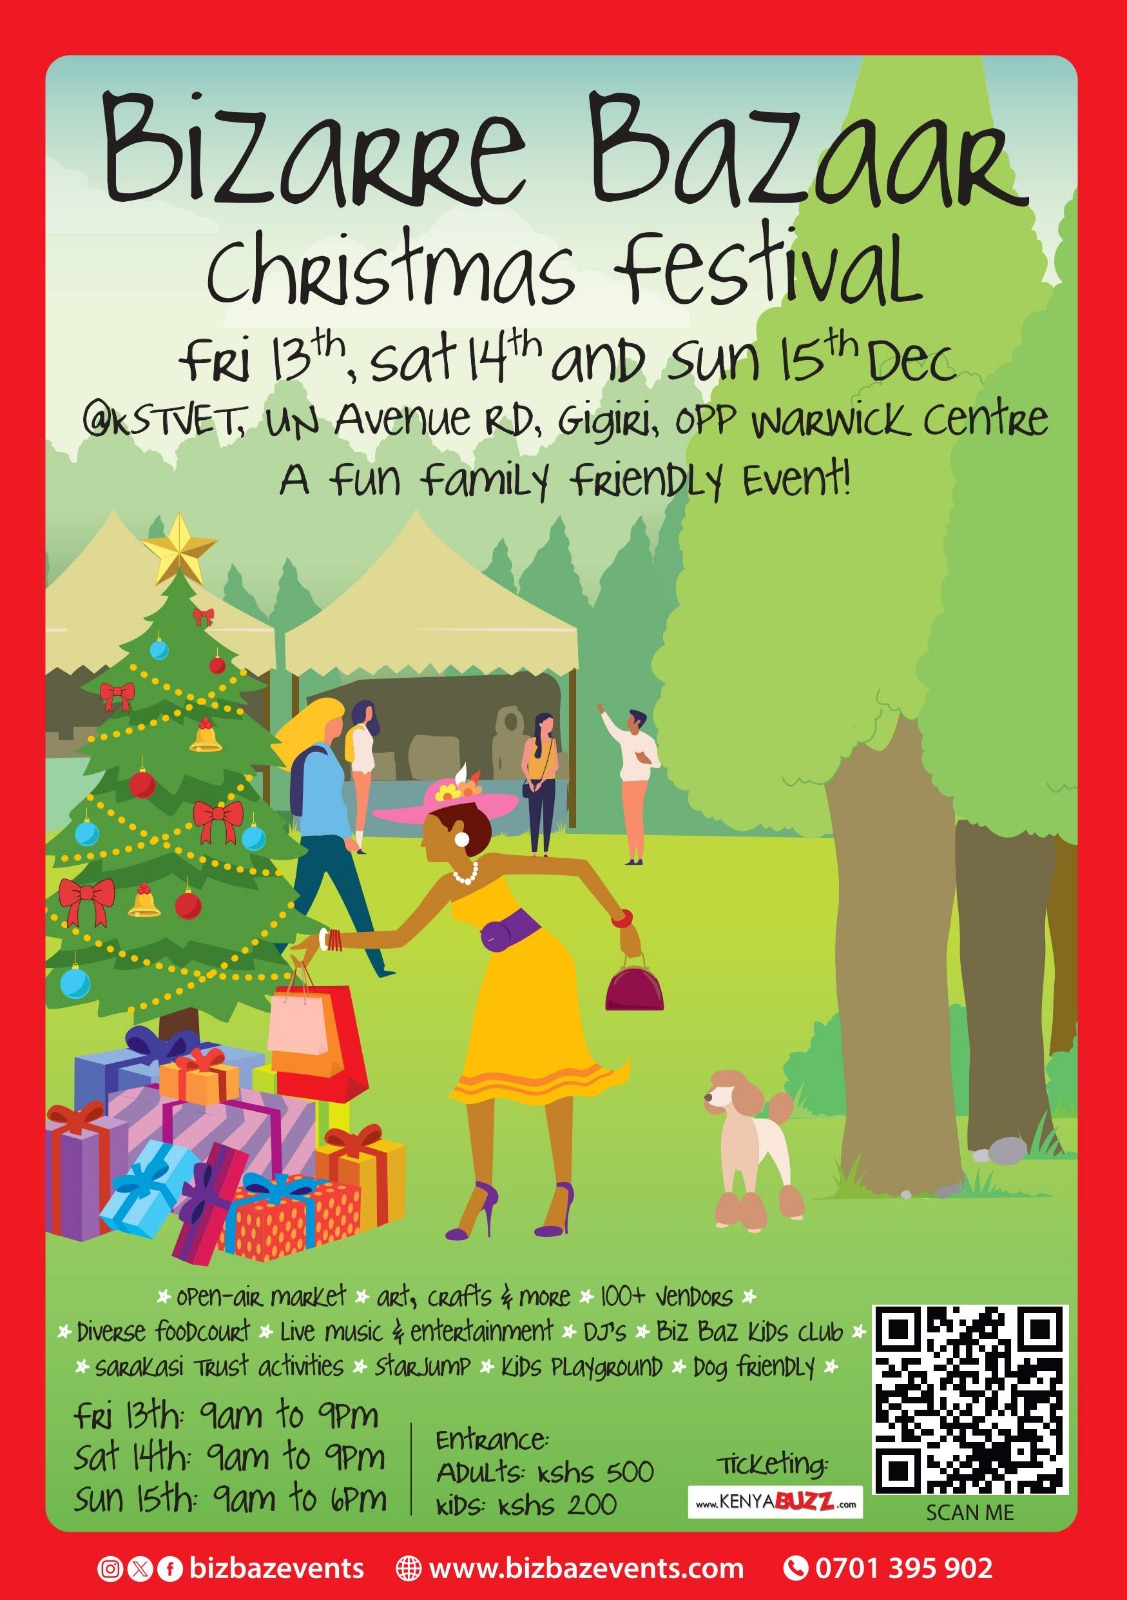 Bizarre Bazaar
Christmas Festival
Fri 13th, Sat 14th and Sun 15th Dec
@KSTVET, UN Avenue RD, Gigiri, OPP Warwick Centre
A fun family friendly Event!
★ open-air market ★ art, crafts & more ★ 100+ vendors ★
★ Diverse foodcourt ★ Live music & entertainment ★ DJ's ★ Biz Baz Kids club ★
★ Sarakasi Trust activities ★ StarJump ★ Kids Playground ★ Dog friendly ★
Fri 13th: 9am to 9pm
Sat 14th: 9am to 9pm
Sun 15th: 9am to 6pm
Entrance:
Adults: kshs 500
kids: kshs 200
Ticketing:
www.KENYABUZZ.com
SCAN ME
bizbazevents www.bizbazevents.com 0701 395 902